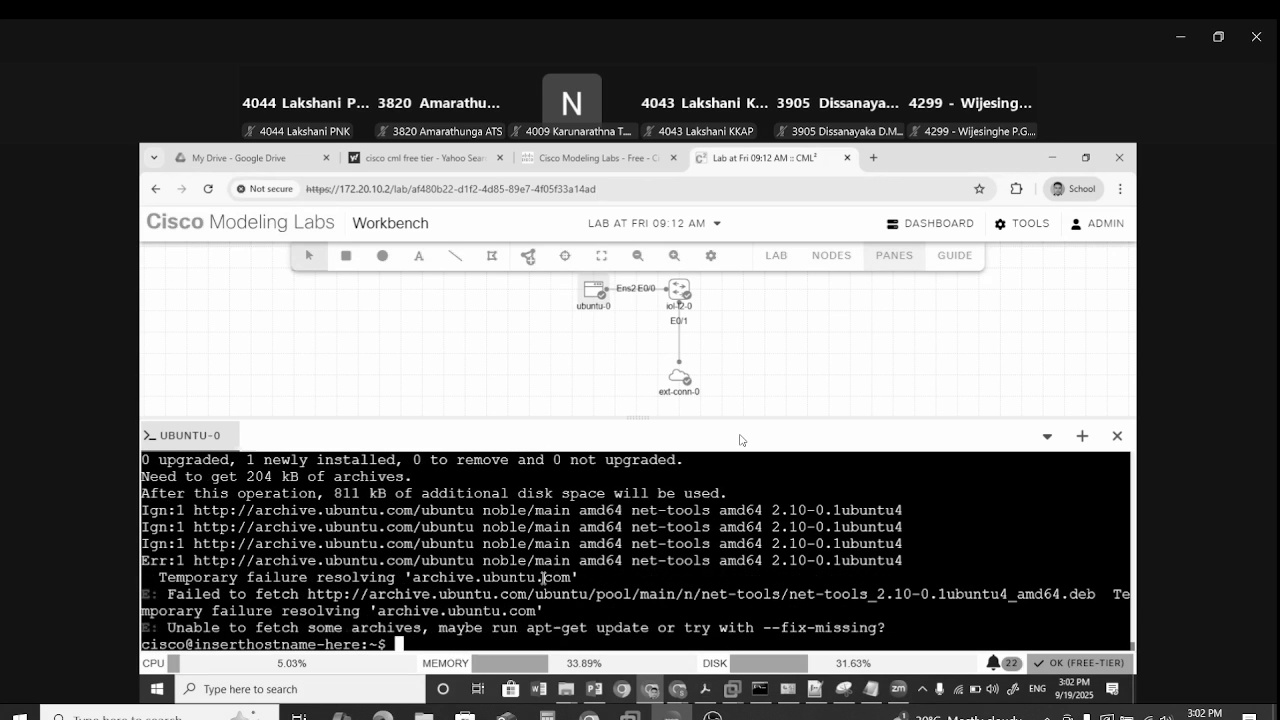 4044 Lakshani P... 3820 Amarathu... N 4043 Lakshani K... 3905 Dissanaya... 4299 - Wijesing...
4044 Lakshani PNK 3820 Amarathunga ATS 4009 Karunarathna T... 4043 Lakshani KKAP 3905 Dissanayaka D.M... 4299 - Wijesinghe P.G....
My Drive - Google Drive cisco cml free tier - Yahoo Sear Cisco Modeling Labs - Free - Ci Lab at Fri 09:12 AM :: CML²
Not secure https://172.20.10.2/lab/af480b22-d1f2-4d85-89e7-4f05f33a14ad School
Cisco Modeling Labs Workbench LAB AT FRI 09:12 AM DASHBOARD TOOLS ADMIN
A LAB NODES PANES GUIDE
Ens2 E0/0
ubuntu-0 iol-l2-0
E0/1
ext-conn-0
UBUNTU-0
0 upgraded, 1 newly installed, 0 to remove and 0 not upgraded.
Need to get 204 kB of archives.
After this operation, 811 kB of additional disk space will be used.
Ign:1 http://archive.ubuntu.com/ubuntu noble/main amd64 net-tools amd64 2.10-0.1ubuntu4
Ign:1 http://archive.ubuntu.com/ubuntu noble/main amd64 net-tools amd64 2.10-0.1ubuntu4
Ign:1 http://archive.ubuntu.com/ubuntu noble/main amd64 net-tools amd64 2.10-0.1ubuntu4
Err:1 http://archive.ubuntu.com/ubuntu noble/main amd64 net-tools amd64 2.10-0.1ubuntu4
Temporary failure resolving 'archive.ubuntu.com'
E: Failed to fetch http://archive.ubuntu.com/ubuntu/pool/main/n/net-tools/net-tools_2.10-0.1ubuntu4_amd64.deb Te
mporary failure resolving 'archive.ubuntu.com'
E: Unable to fetch some archives, maybe run apt-get update or try with --fix-missing?
cisco@inserthostname-here:~$
CPU 5.03% MEMORY 33.89% DISK 31.63% 22 OK (FREE-TIER)
Type here to search ENG 3:02 PM
9/19/2025
Type here to search Mostly cloudy 3:02 PM